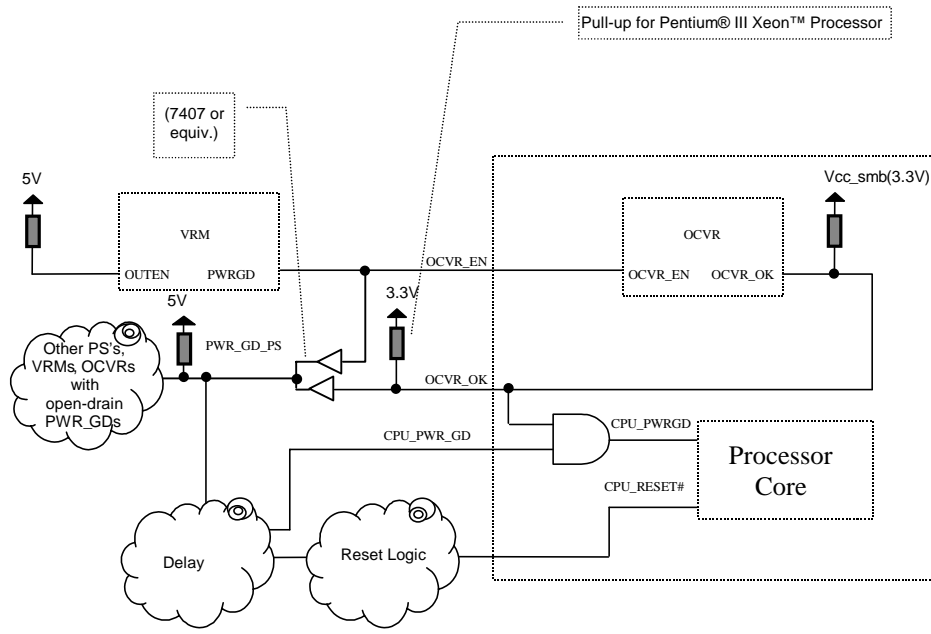 Pull-up for Pentium® III Xeon™ Processor
(7407 or
equiv.)
5V
Vcc_smb(3.3V)
VRM
OCVR
OUTEN
PWRGD
OCVR_EN
OCVR_EN
OCVR_OK
5V
3.3V
PWR_GD_PS
Other PS's,
VRMs, OCVRs
with
open-drain
PWR_GDs
OCVR_OK
CPU_PWR_GD
CPU_PWRGD
Processor
Core
CPU_RESET#
Delay
Reset Logic